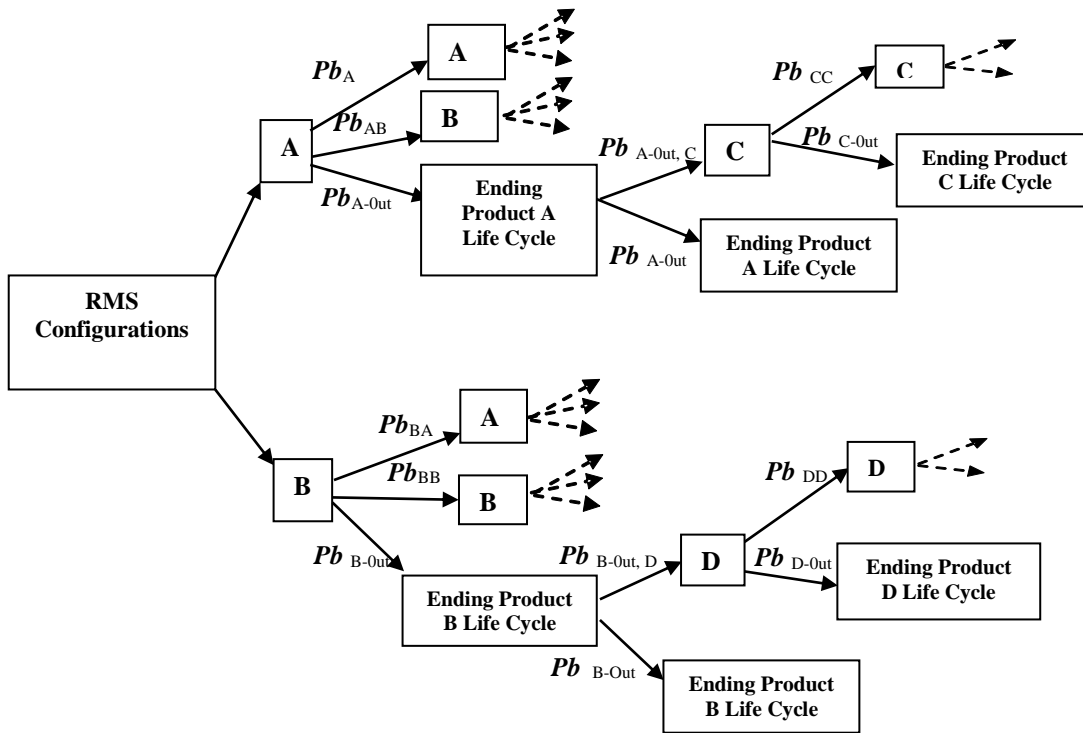 A
Pb A
B
Pb AB
A
Pb A-0ut
Ending
Product A
Life Cycle
Pb A-0ut, C
C
Pb CC
C
Pb C-0ut
Ending Product
C Life Cycle
Pb A-0ut
Ending Product
A Life Cycle
RMS
Configurations
Pb BA
A
Pb BB
B
B
Pb B-0ut
Ending Product
B Life Cycle
Pb B-0ut, D
D
Pb DD
D
Pb D-0ut
Ending Product
D Life Cycle
Pb B-Out
Ending Product
B Life Cycle